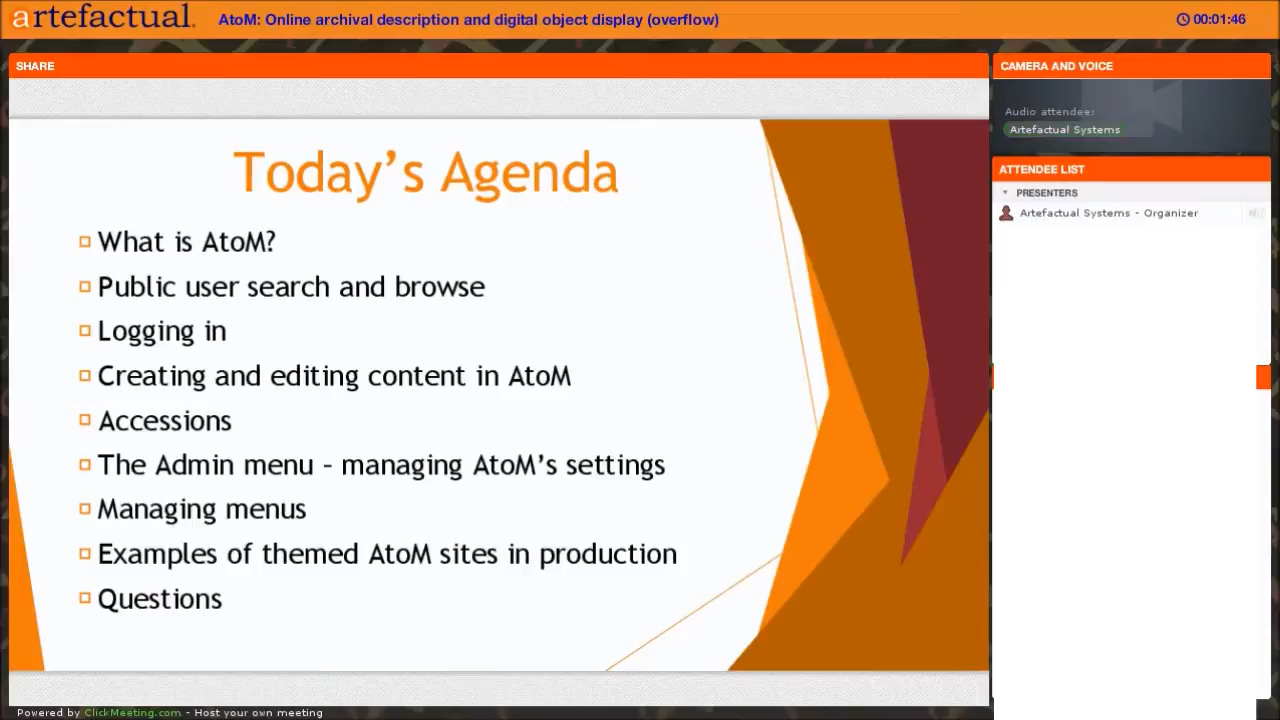 artefactual
AtoM: Online archival description and digital object display (overflow)
00:01:46
SHARE
CAMERA AND VOICE
Audio attendee:
Artefactual Systems
ATTENDEE LIST
PRESENTERS
Artefactual Systems - Organizer
Today’s Agenda
What is AtoM?
Public user search and browse
Logging in
Creating and editing content in AtoM
Accessions
The Admin menu – managing AtoM’s settings
Managing menus
Examples of themed AtoM sites in production
Questions
Powered by ClickMeeting.com - Host your own meeting